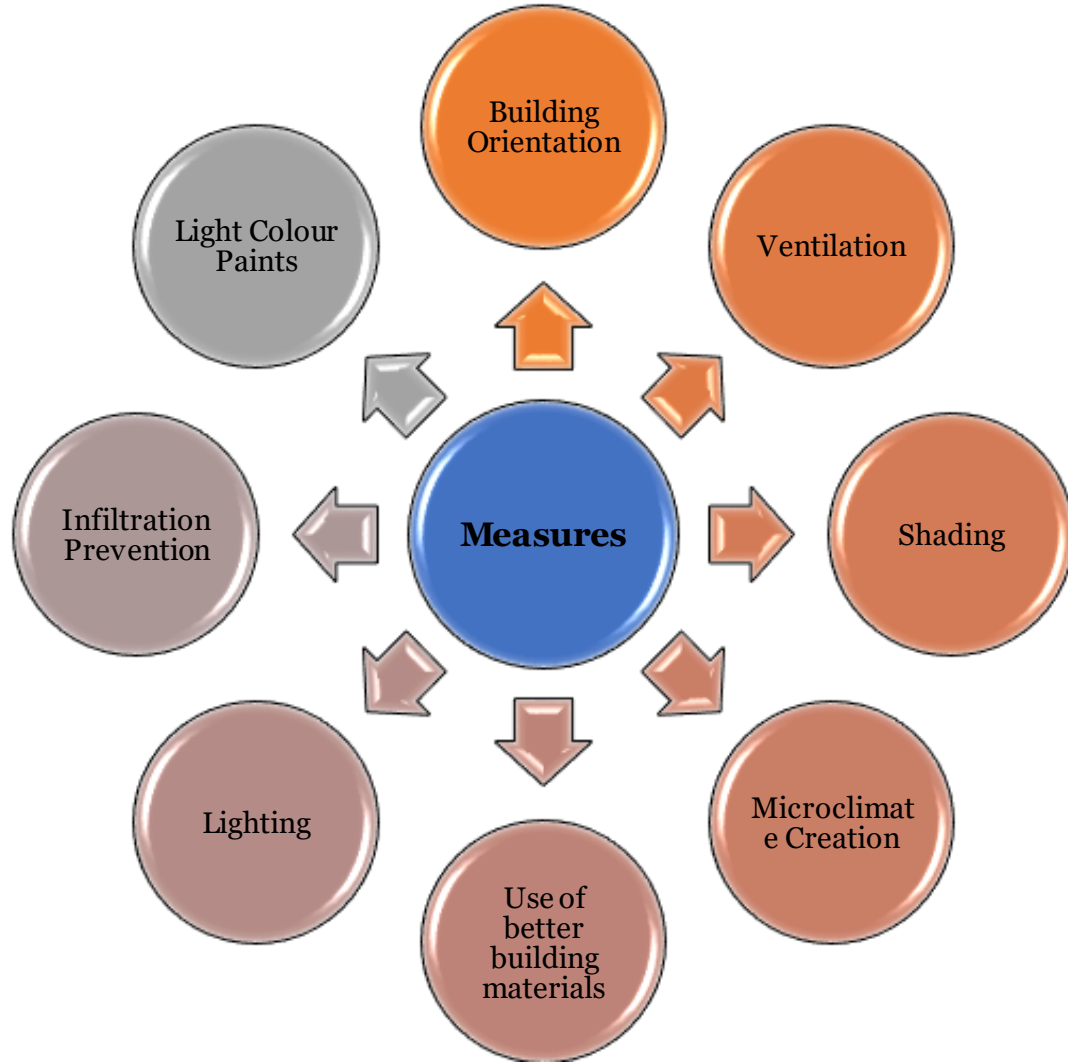 Building
Orientation
Light Colour
Paints
Ventilation
Infiltration
Prevention
Measures
Shading
Lighting
Microclimat
e Creation
Use of
better
building
materials